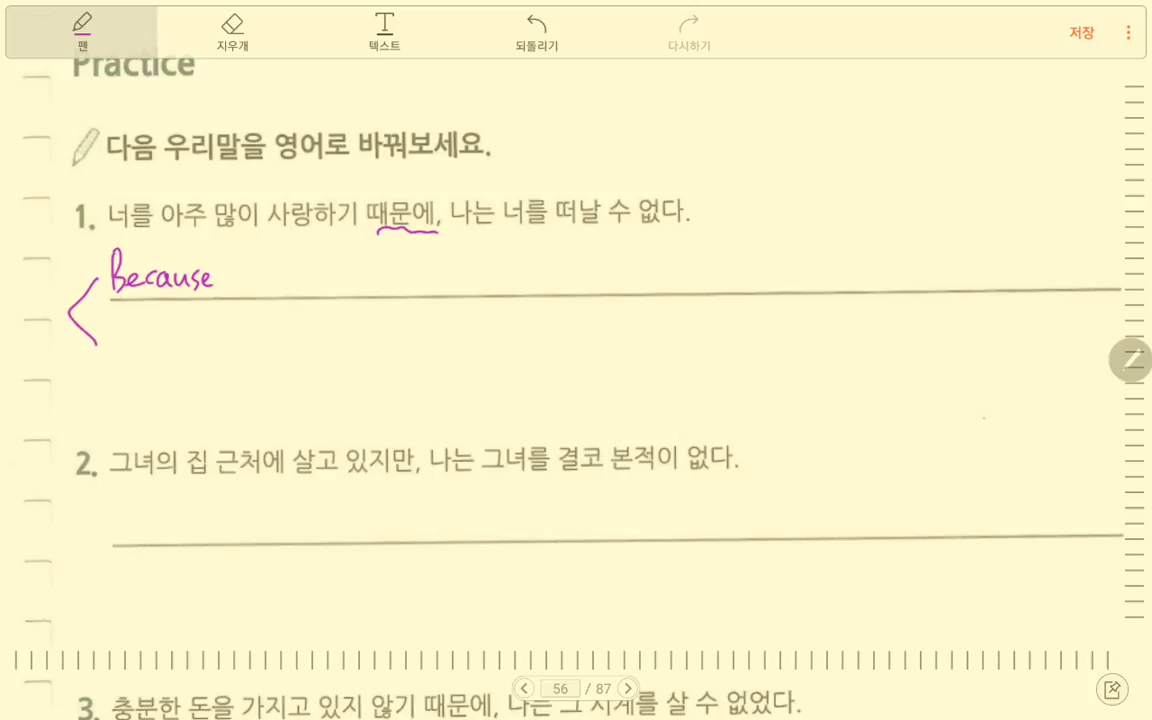 펜 지우개 텍스트 되돌리기 다시하기 저장
Practice
다음 우리말을 영어로 바꿔보세요.
1. 너를 아주 많이 사랑하기 때문에, 나는 너를 떠날 수 없다.
Because
2. 그녀의 집 근처에 살고 있지만, 나는 그녀를 결코 본적이 없다.
56 / 87
3. 충분한 돈을 가지고 있지 않기 때문에, 나는 그 시계를 살 수 없었다.